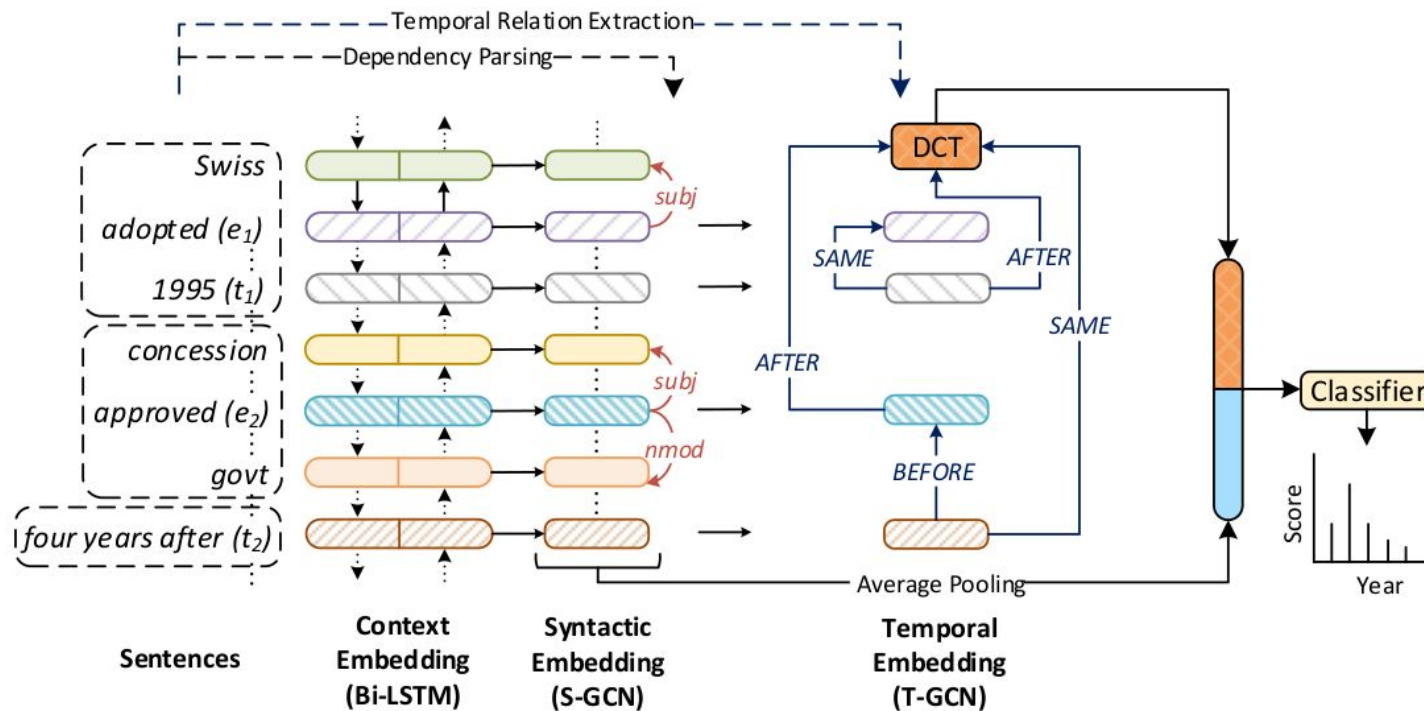 Temporal Relation Extraction
Dependency Parsing
Swiss
adopted (e1)
1995 (t1)
concession
approved (e2)
govt
four years after (t2)
subj
subj
nmod
DCT
SAME
AFTER
AFTER
SAME
BEFORE
Average Pooling
Classifier
Score
Year
Sentences
Context
Embedding
(Bi-LSTM)
Syntactic
Embedding
(S-GCN)
Temporal
Embedding
(T-GCN)